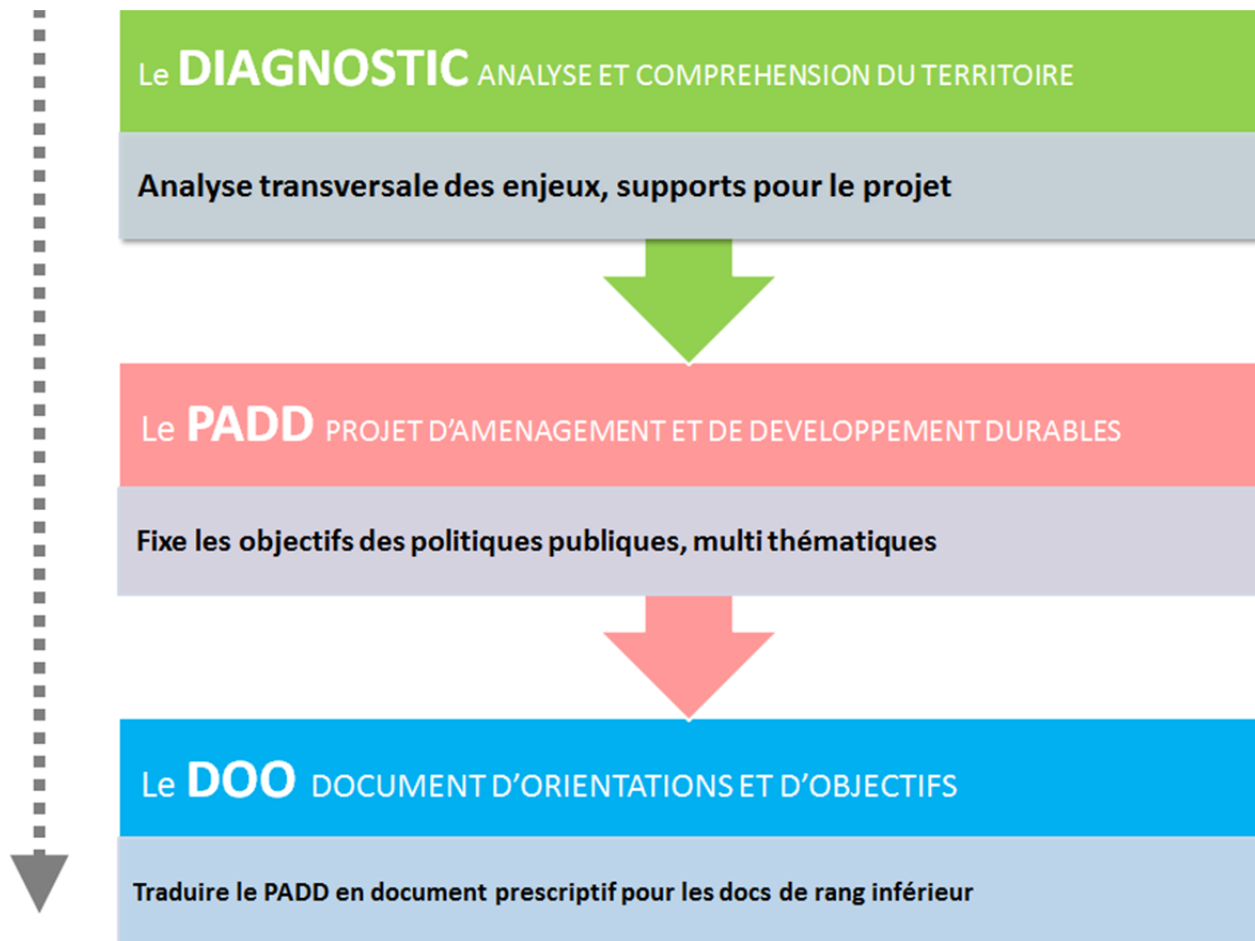 Le DIAGNOSTIC ANALYSE ET COMPREHENSION DU TERRITOIRE
Analyse transversale des enjeux, supports pour le projet
Le PADD PROJET D'AMENAGEMENT ET DE DEVELOPPEMENT DURABLES
Fixe les objectifs des politiques publiques, multi thématiques
Le DOO DOCUMENT D'ORIENTATIONS ET D'OBJECTIFS
Traduire le PADD en document prescriptif pour les docs de rang inférieur